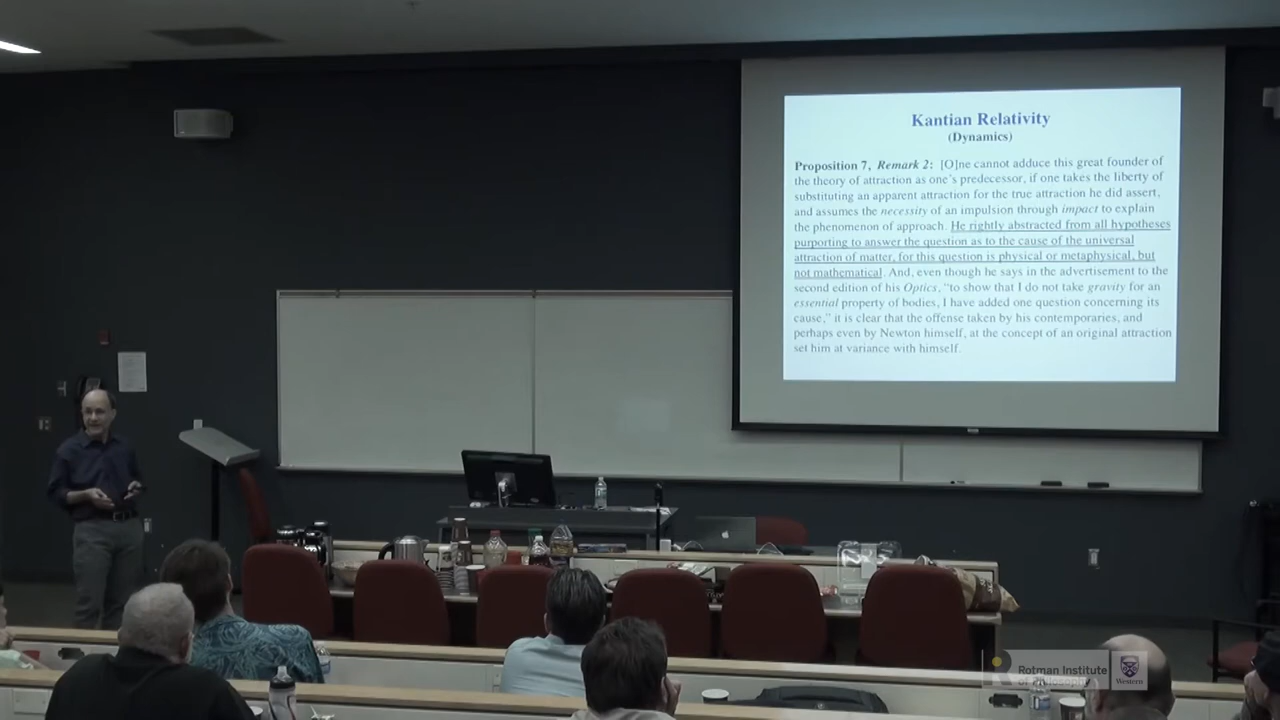 Kantian Relativity
(Dynamics)
Proposition 7, Remark 2: [O]ne cannot adduce this great founder of
the theory of attraction as one's predecessor, if one takes the liberty of
substituting an apparent attraction for the true attraction he did assert,
and assumes the necessity of an impulsion through impact to explain
the phenomenon of approach. He rightly abstracted from all hypotheses
purporting to answer the question as to the cause of the universal
attraction of matter, for this question is physical or metaphysical, but
not mathematical. And, even though he says in the advertisement to the
second edition of his Optics, “to show that I do not take gravity for an
essential property of bodies, I have added one question concerning its
cause,” it is clear that the offense taken by his contemporaries, and
perhaps even by Newton himself, at the concept of an original attraction
set him at variance with himself.
Rotman Institute
of Philosophy
Western